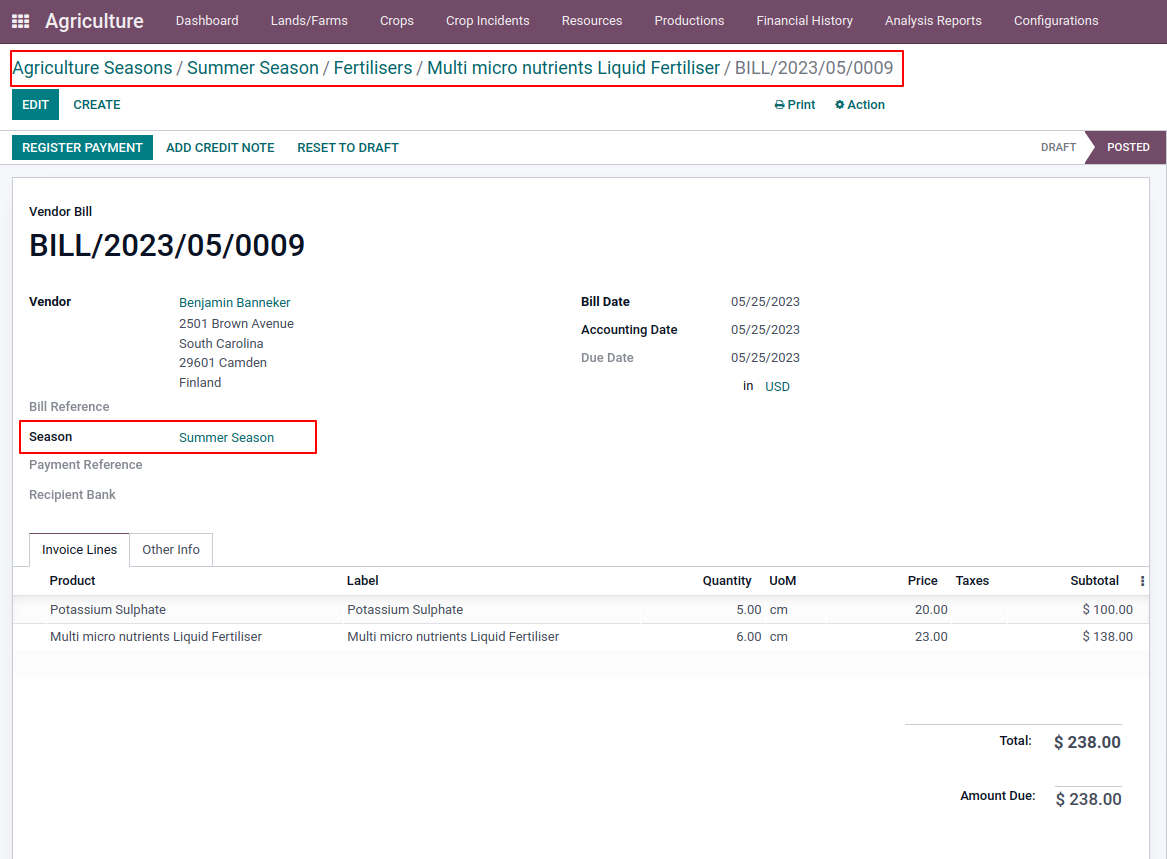 Agriculture Dashboard Lands/Farms Crops Crop Incidents Resources Productions Financial History Analysis Reports Configurations
Agriculture Seasons / Summer Season / Fertilisers / Multi micro nutrients Liquid Fertiliser / BILL/2023/05/0009
EDIT CREATE Print Action
REGISTER PAYMENT ADD CREDIT NOTE RESET TO DRAFT DRAFT POSTED
Vendor Bill
BILL/2023/05/0009
Vendor Benjamin Banneker Bill Date 05/25/2023
2501 Brown Avenue
South Carolina Accounting Date 05/25/2023
29601 Camden Due Date 05/25/2023
Finland in USD
Bill Reference
Season Summer Season
Payment Reference
Recipient Bank
Invoice Lines Other Info
Product Label Quantity UoM Price Taxes Subtotal
Potassium Sulphate Potassium Sulphate 5.00 cm 20.00 $ 100.00
Multi micro nutrients Liquid Fertiliser Multi micro nutrients Liquid Fertiliser 6.00 cm 23.00 $ 138.00
Total: $ 238.00
Amount Due: $ 238.00